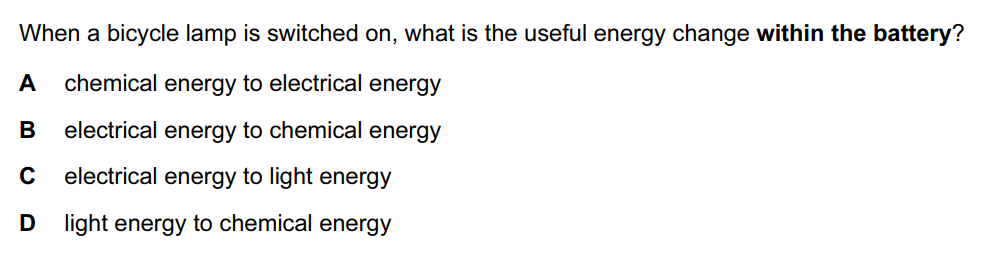 When a bicycle lamp is switched on, what is the useful energy change within the battery?
A chemical energy to electrical energy
B electrical energy to chemical energy
C electrical energy to light energy
D light energy to chemical energy